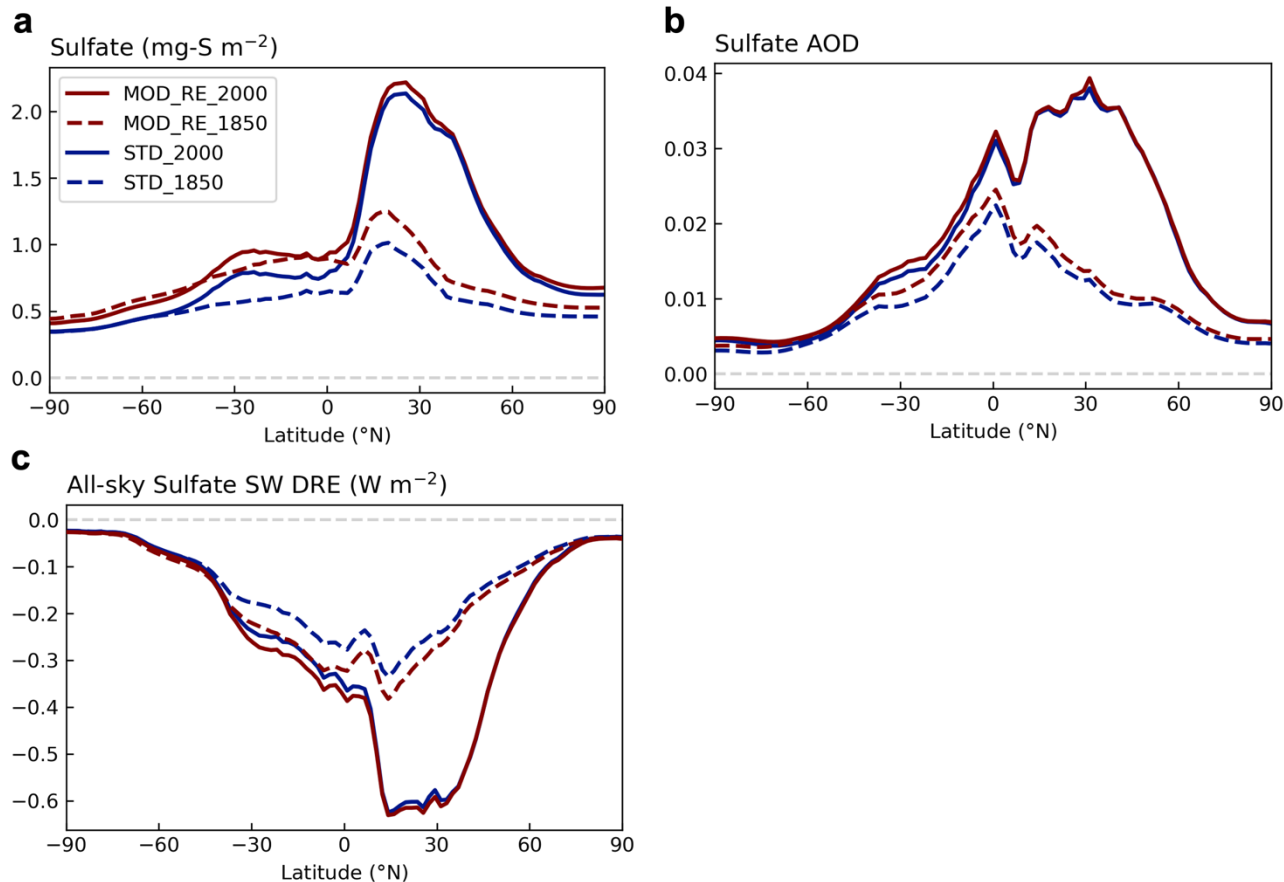 a
Sulfate (mg-S m⁻²)
2.0
1.5
1.0
0.5
0.0
MOD_RE_2000
MOD_RE_1850
STD_2000
STD_1850
−90 −60 −30 0 30 60 90
Latitude (°N)
b
Sulfate AOD
0.04
0.03
0.02
0.01
0.00
−90 −60 −30 0 30 60 90
Latitude (°N)
c
All-sky Sulfate SW DRE (W m⁻²)
0.0
−0.1
−0.2
−0.3
−0.4
−0.5
−0.6
−90 −60 −30 0 30 60 90
Latitude (°N)